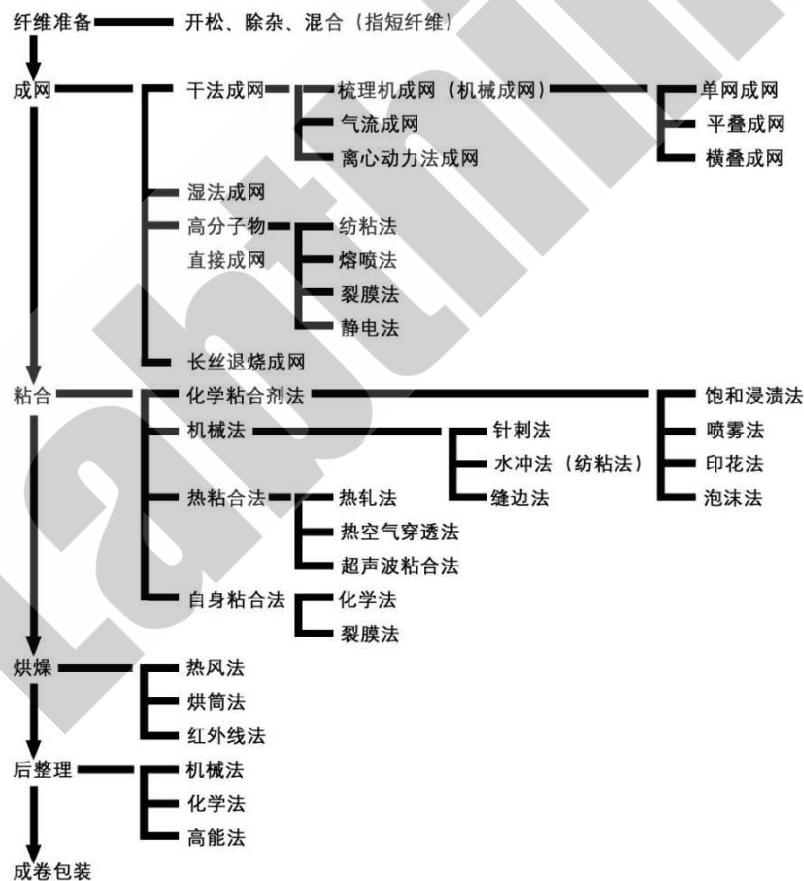 纤维准备 开松、除杂、混合（指短纤维）
成网 干法成网 梳理机成网（机械成网） 单网成网
气流成网 平叠成网
离心动力法成网 横叠成网
湿法成网
高分子物 纺粘法
直接成网 熔喷法
裂膜法
静电法
长丝退烧成网
粘合 化学粘合剂法 饱和浸渍法
机械法 针刺法 喷雾法
水冲法（纺粘法） 印花法
热粘合法 热轧法 缝边法 泡沫法
热空气穿透法
超声波粘合法
自身粘合法 化学法
裂膜法
烘燥 热风法
烘筒法
红外线法
后整理 机械法
化学法
高能法
成卷包装
Labthink